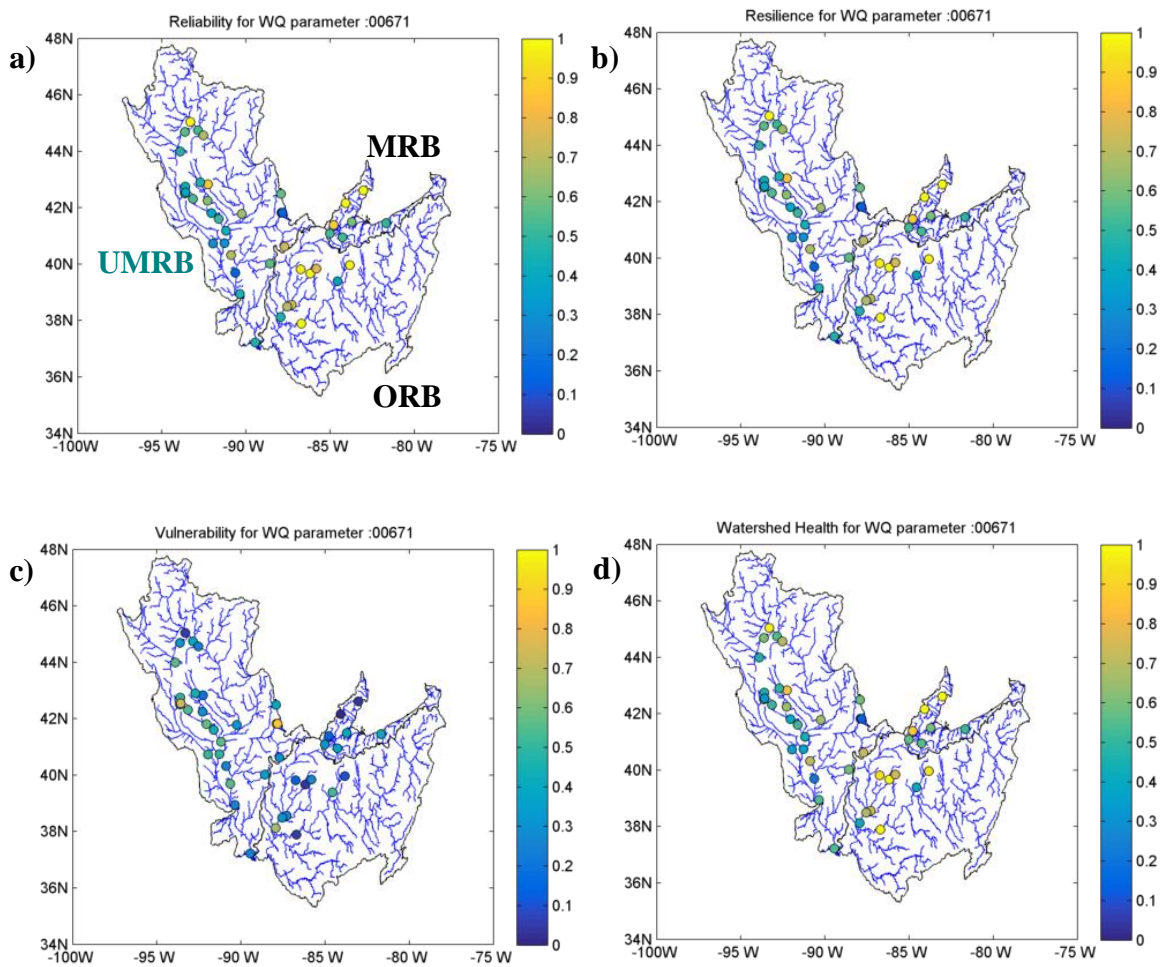 Reliability for WQ parameter :00671
a)
48N
46N
44N
42N
40N
38N
36N
34N
-100W
-95 W
-90 W
-85 W
-80 W
-75 W
MRB
UMRB
ORB
1
0.9
0.8
0.7
0.6
0.5
0.4
0.3
0.2
0.1
0
Resilience for WQ parameter :00671
b)
48N
46N
44N
42N
40N
38N
36N
34N
-100 W
-95 W
-90 W
-85 W
-80 W
-75 W
1
0.9
0.8
0.7
0.6
0.5
0.4
0.3
0.2
0.1
0
Vulnerability for WQ parameter :00671
c)
48N
46N
44N
42N
40N
38N
36N
34N
-100 W
-95 W
-90 W
-85 W
-80 W
-75 W
1
0.9
0.8
0.7
0.6
0.5
0.4
0.3
0.2
0.1
0
Watershed Health for WQ parameter :00671
d)
48N
46N
44N
42N
40N
38N
36N
34N
-100 W
-95 W
-90 W
-85 W
-80 W
-75 W
1
0.9
0.8
0.7
0.6
0.5
0.4
0.3
0.2
0.1
0